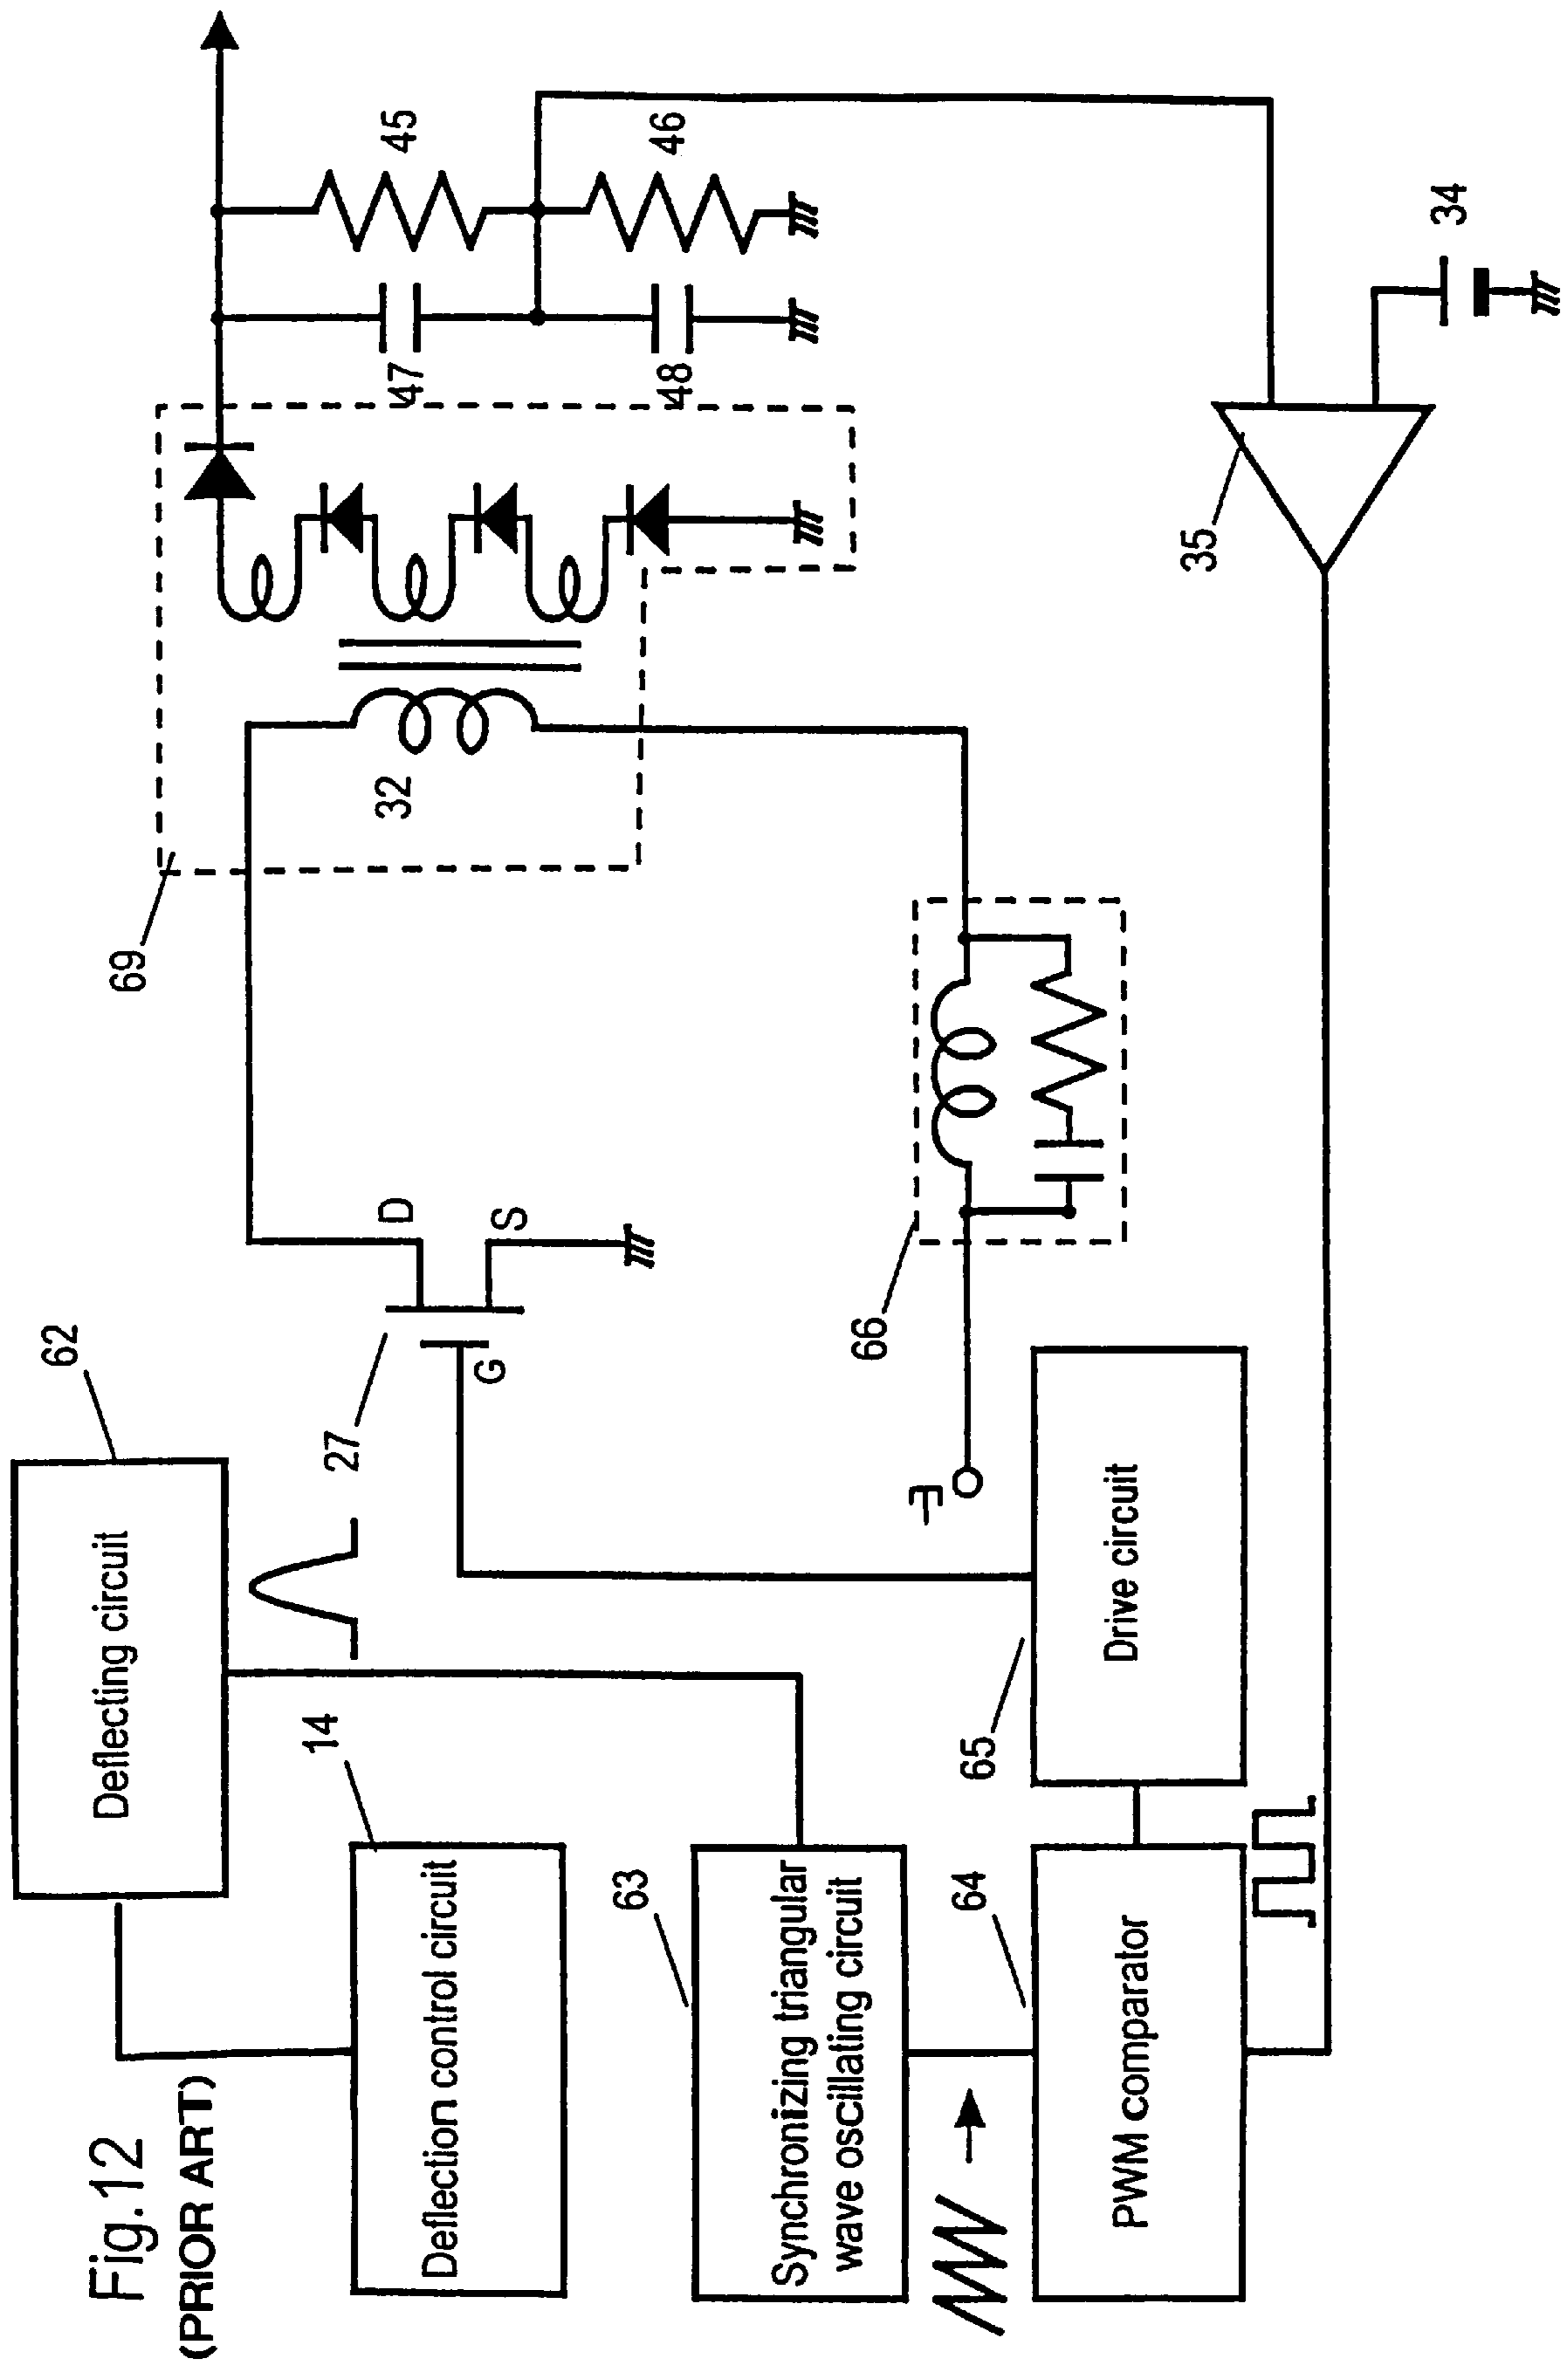 Fig.12
(PRIOR ART)
62
Deflecting circuit
69
14
27
D
S
G
32
47
45
48
46
Deflection control circuit
63
Synchronizing triangular
wave oscillating circuit
66
64
65
PWM comparator
Drive circuit
35
34